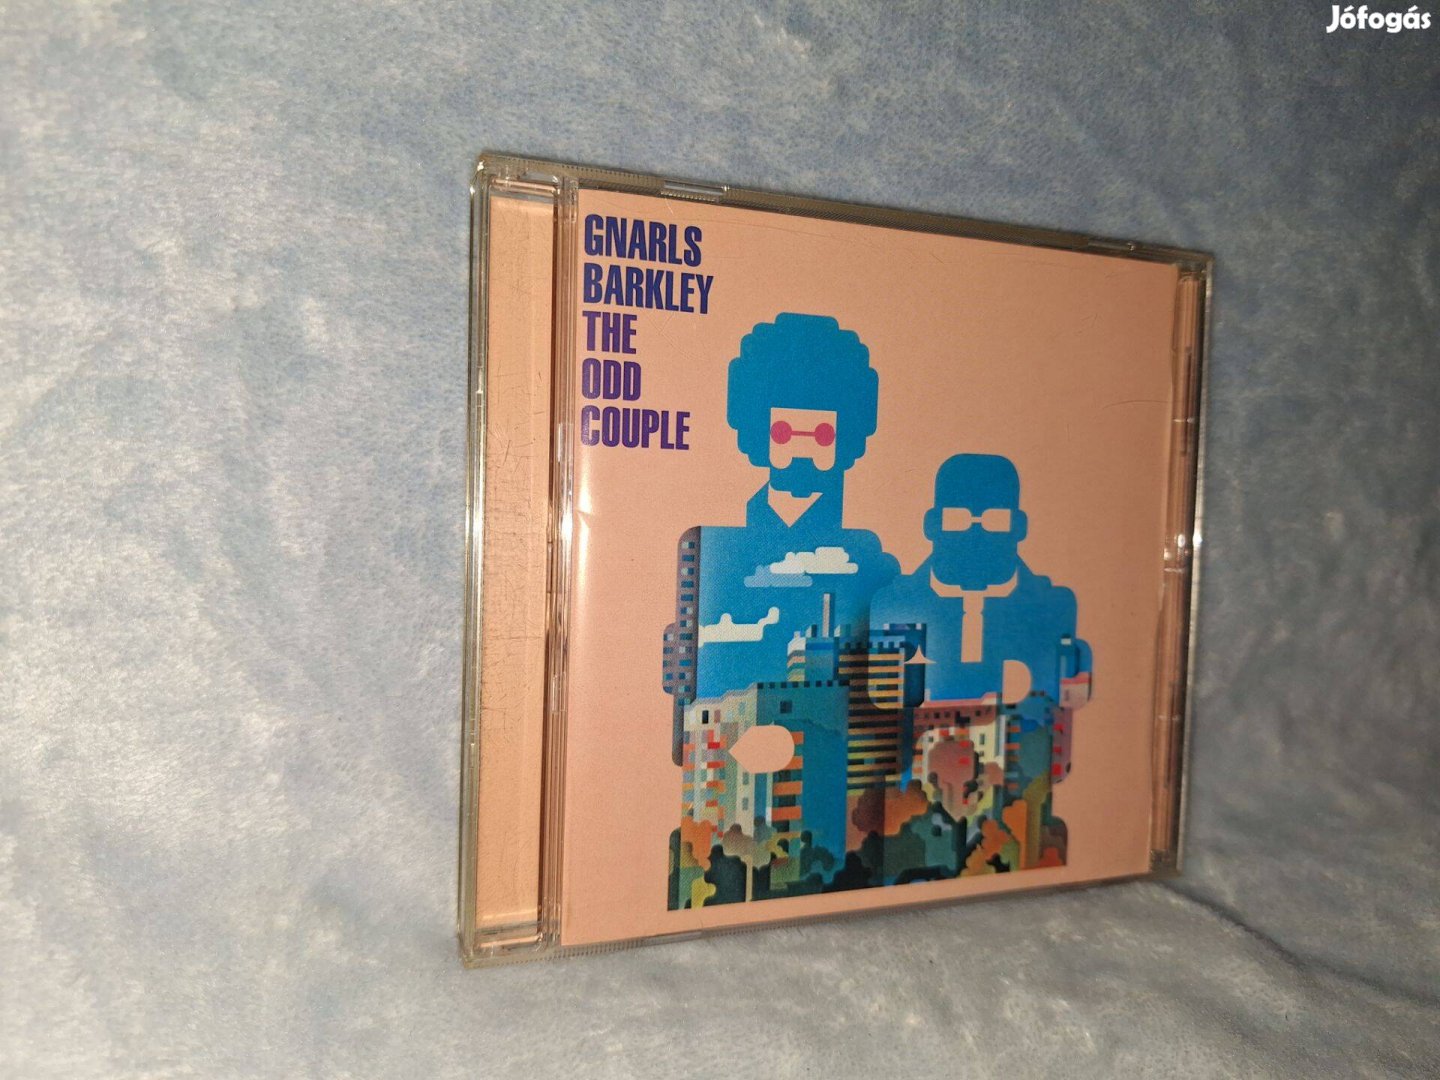 Jófogás
GNARLS
BARKLEY
THE
ODD
COUPLE